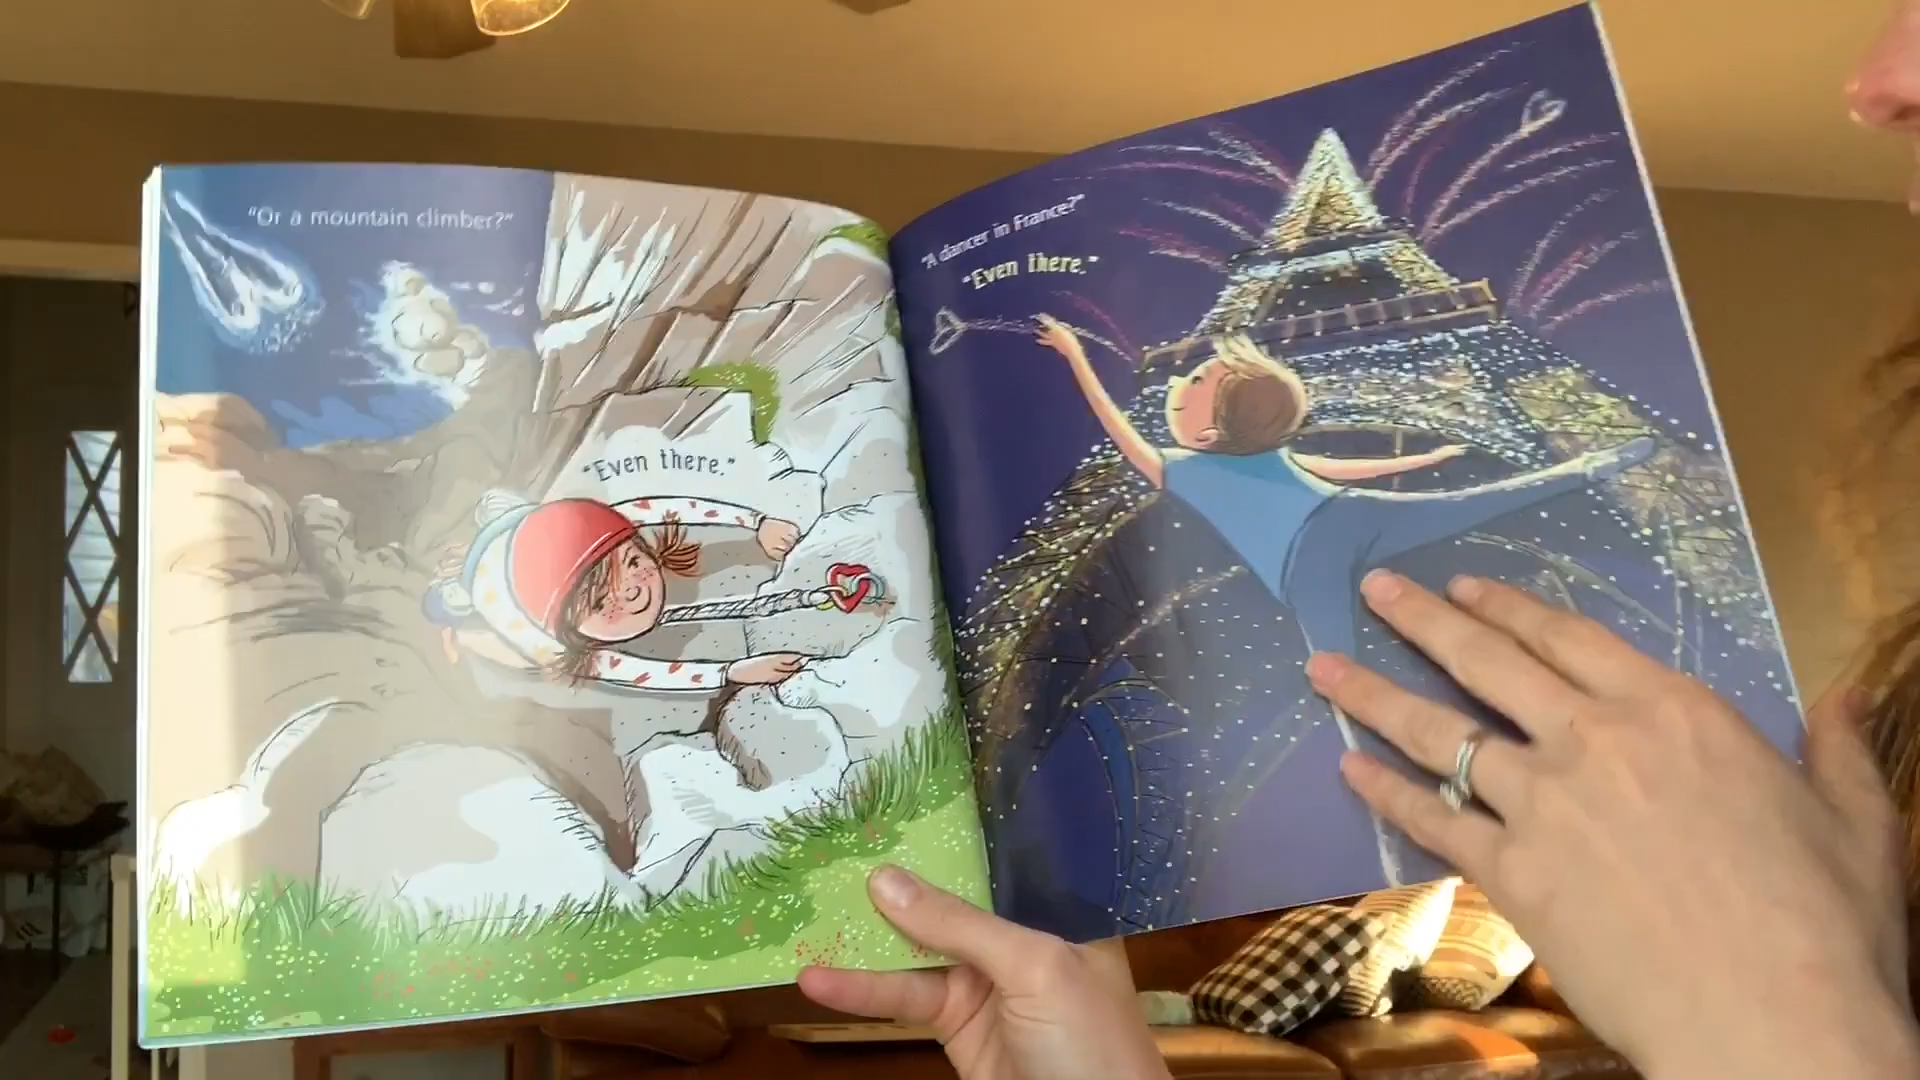 "Or a mountain climber?"
"Even there."
"A dancer in France?"
"Even there."